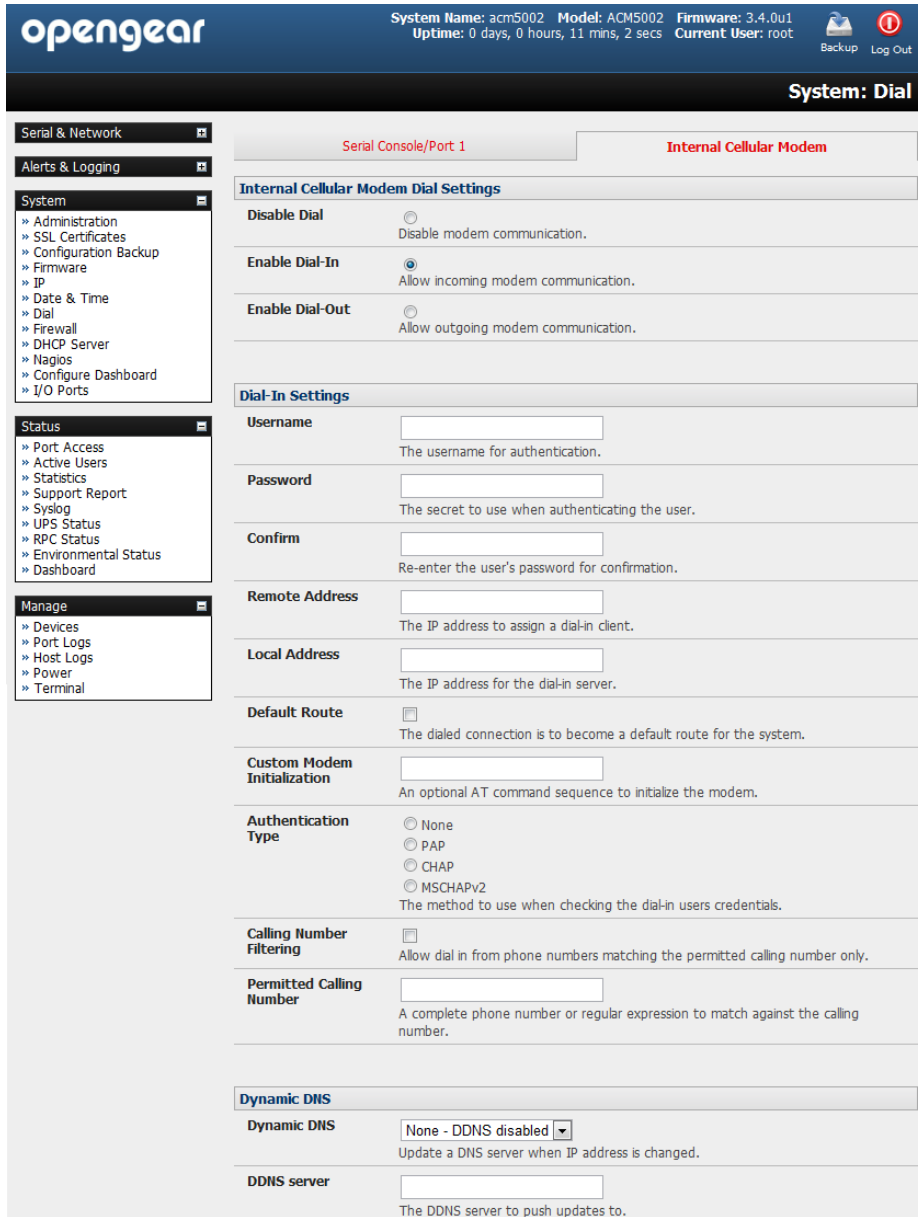 opengear
System Name: acm5002 Model: ACM5002 Firmware: 3.4.0u1
Uptime: 0 days, 0 hours, 11 mins, 2 secs Current User: root
Backup
Log Out
System: Dial
Serial & Network
Alerts & Logging
System
» Administration
» SSL Certificates
» Configuration Backup
» Firmware
» IP
» Date & Time
» Dial
» Firewall
» DHCP Server
» Nagios
» Configure Dashboard
» I/O Ports
Status
» Port Access
» Active Users
» Statistics
» Support Report
» Syslog
» UPS Status
» RPC Status
» Environmental Status
» Dashboard
Manage
» Devices
» Port Logs
» Host Logs
» Power
» Terminal
Serial Console/Port 1
Internal Cellular Modem
Internal Cellular Modem Dial Settings
Disable Dial
Disable modem communication.
Enable Dial-In
Allow incoming modem communication.
Enable Dial-Out
Allow outgoing modem communication.
Dial-In Settings
Username
The username for authentication.
Password
The secret to use when authenticating the user.
Confirm
Re-enter the user's password for confirmation.
Remote Address
The IP address to assign a dial-in client.
Local Address
The IP address for the dial-in server.
Default Route
The dialed connection is to become a default route for the system.
Custom Modem
Initialization
An optional AT command sequence to initialize the modem.
Authentication
Type
None
PAP
CHAP
MSCHAPv2
The method to use when checking the dial-in users credentials.
Calling Number
Filtering
Allow dial in from phone numbers matching the permitted calling number only.
Permitted Calling
Number
A complete phone number or regular expression to match against the calling
number.
Dynamic DNS
Dynamic DNS
None - DDNS disabled
Update a DNS server when IP address is changed.
DDNS server
The DDNS server to push updates to.